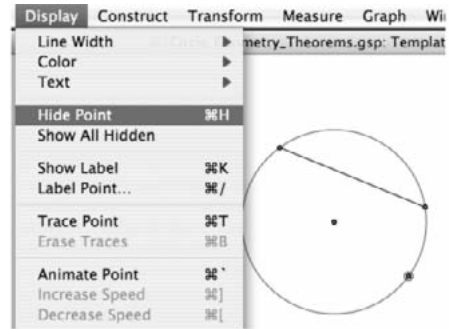 Display Construct Transform Measure Graph
metry_Theorems.gsp: Templat
Line Width
Color
Text
Hide Point ⌘H
Show All Hidden
Show Label ⌘K
Label Point... ⌘/
Trace Point ⌘T
Erase Traces ⌘B
Animate Point ⌘`
Increase Speed ⌘]
Decrease Speed ⌘[